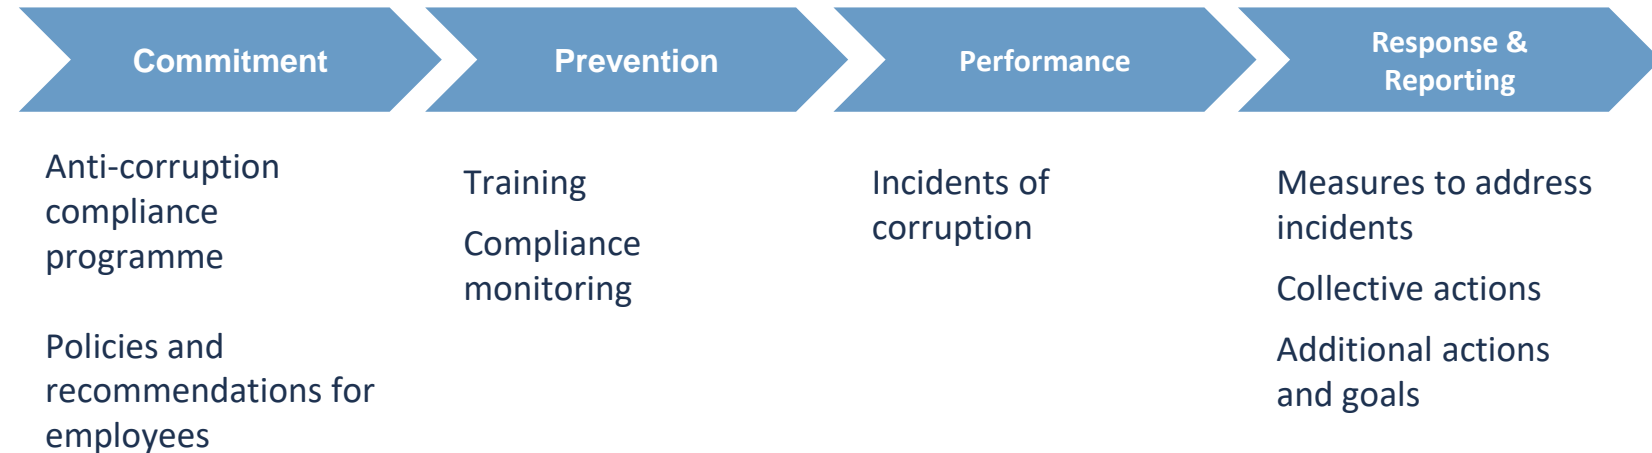 Commitment
Prevention
Performance
Response &
Reporting
Anti-corruption
compliance
programme
Policies and
recommendations for
employees
Training
Compliance
monitoring
Incidents of
corruption
Measures to address
incidents
Collective actions
Additional actions
and goals